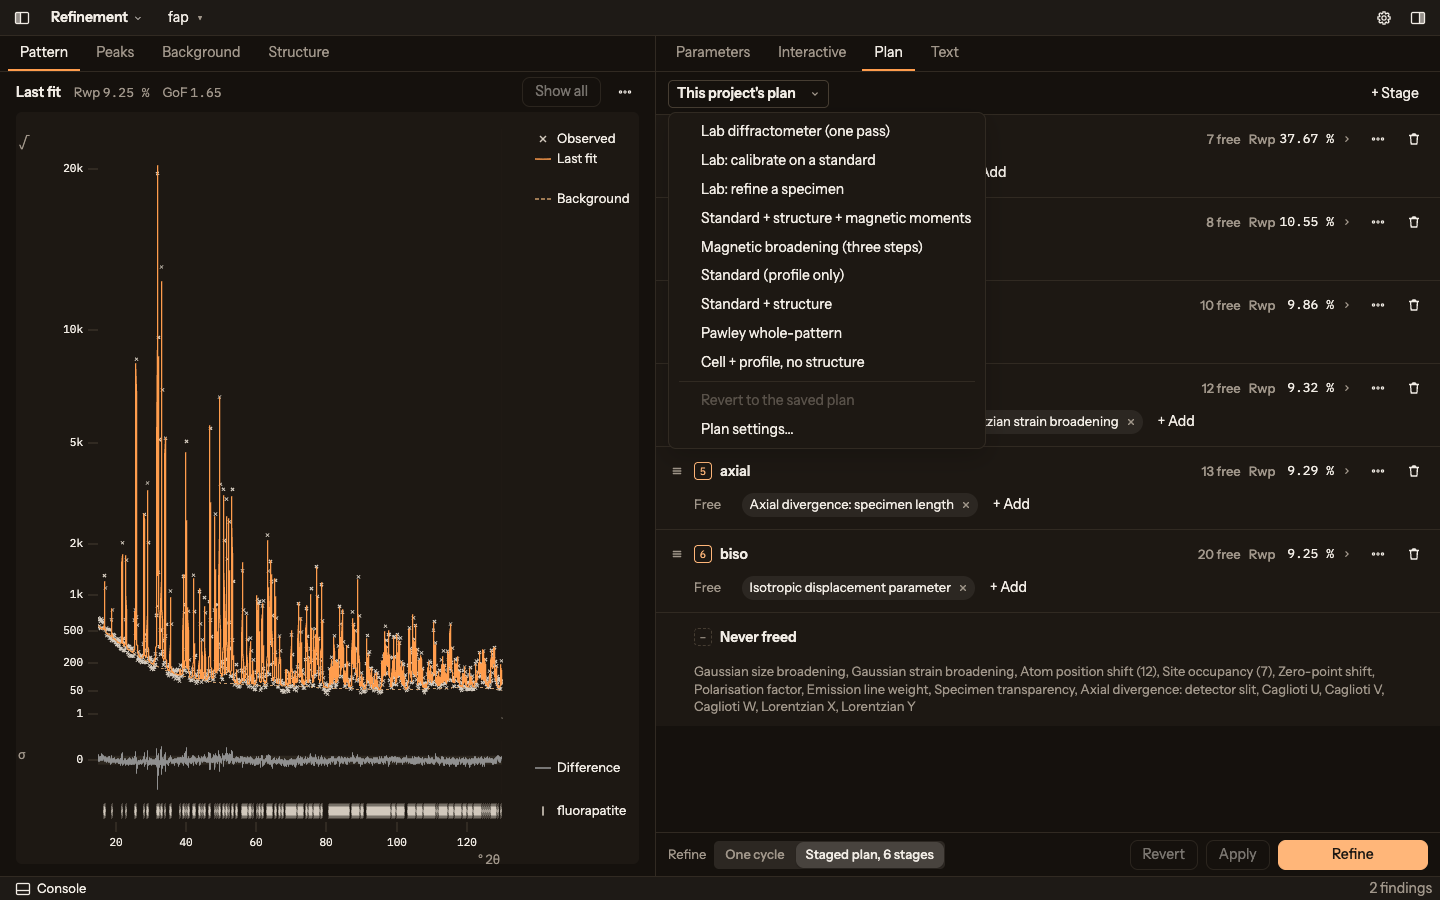 Refinement fap
Pattern Peaks Background Structure
Parameters Interactive Plan Text
Last fit Rwp 9.25 % GoF 1.65 Show all
√
Observed
Last fit
Background
20k
10k
5k
2k
1k
500
200
50
1
σ
0
Difference
fluorapatite
20 40 60 80 100 120
°2θ
This project's plan + Stage
Lab diffractometer (one pass)
Lab: calibrate on a standard
Lab: refine a specimen
Standard + structure + magnetic moments
Magnetic broadening (three steps)
Standard (profile only)
Standard + structure
Pawley whole-pattern
Cell + profile, no structure
Revert to the saved plan
Plan settings...
7 free Rwp 37.67 %
Add
8 free Rwp 10.55 %
10 free Rwp 9.86 %
12 free Rwp 9.32 %
zian strain broadening × + Add
5 axial 13 free Rwp 9.29 %
Free Axial divergence: specimen length × + Add
6 biso 20 free Rwp 9.25 %
Free Isotropic displacement parameter × + Add
– Never freed
Gaussian size broadening, Gaussian strain broadening, Atom position shift (12), Site occupancy (7), Zero-point shift,
Polarisation factor, Emission line weight, Specimen transparency, Axial divergence: detector slit, Caglioti U, Caglioti V,
Caglioti W, Lorentzian X, Lorentzian Y
Refine One cycle Staged plan, 6 stages Revert Apply Refine
Console 2 findings